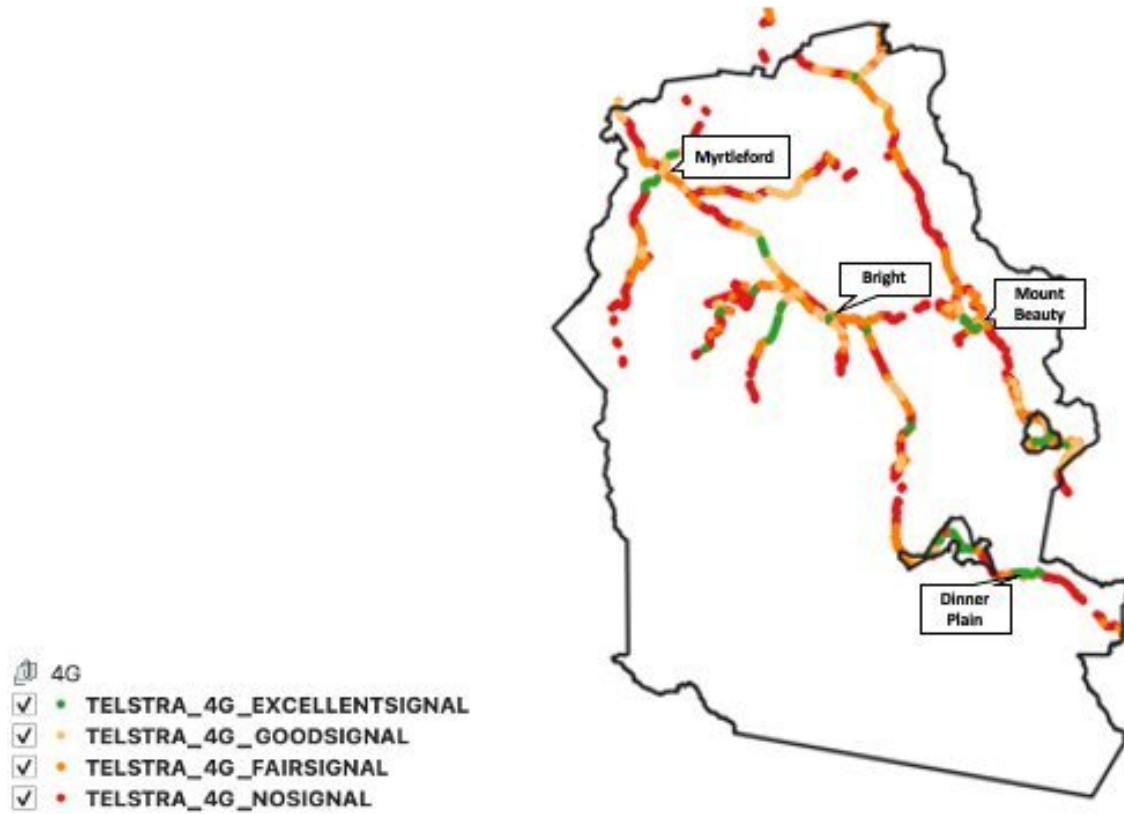 Myrtleford
Bright
Mount
Beauty
Dinner
Plain
4G
TELSTRA_4G_EXCELLENTSIGNAL
TELSTRA_4G_GOODSIGNAL
TELSTRA_4G_FAIRSIGNAL
TELSTRA_4G_NOSIGNAL